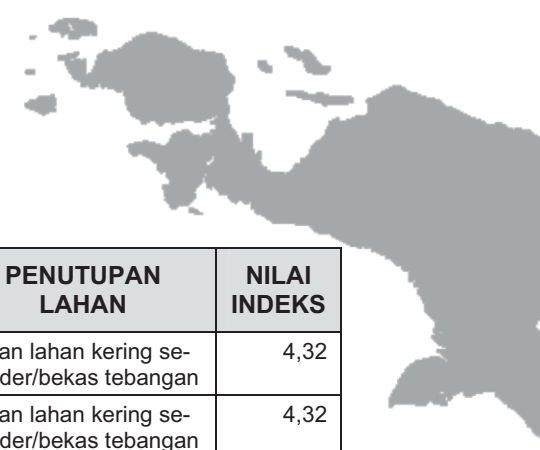 PENUTUPAN
LAHAN
NILAI
INDEKS
an lahan kering se-
der/bekas tebangan
4,32
an lahan kering se-
der/bekas tebangan
4,32